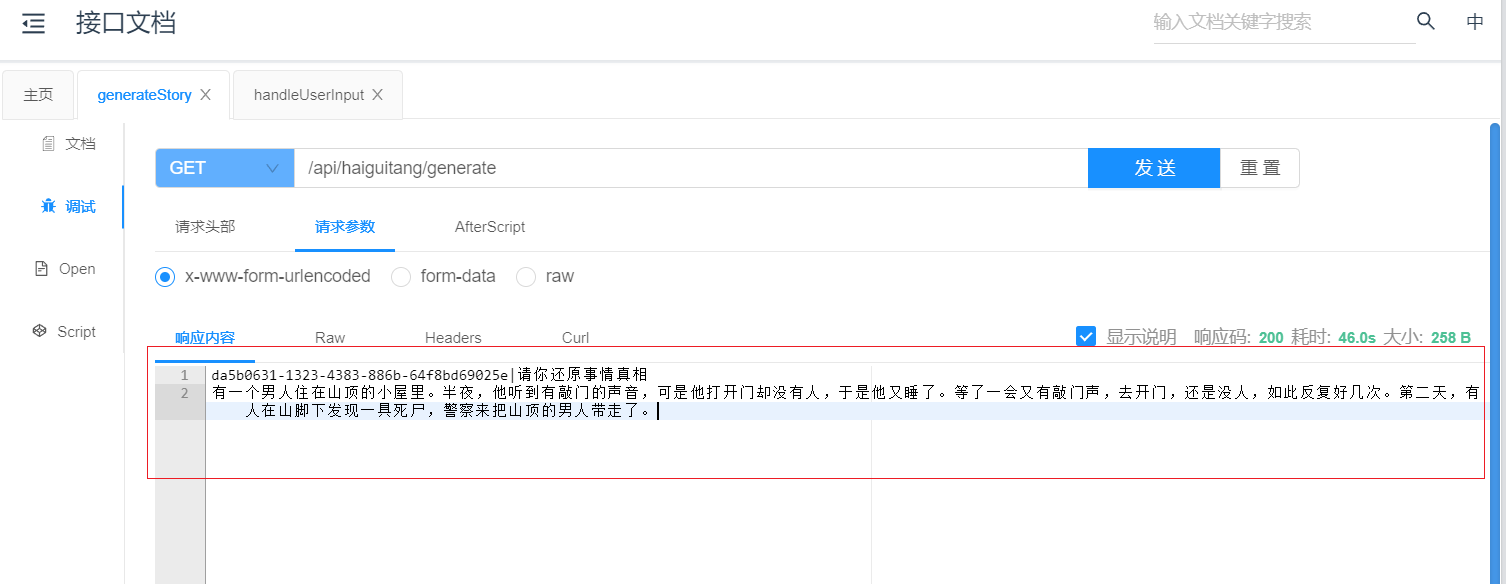 接口文档
输入文档关键字搜索
中
主页
generateStory
handleUserInput
文档
调试
Open
Script
GET
/api/haiguitang/generate
发 送
重 置
请求头部
请求参数
AfterScript
x-www-form-urlencoded
form-data
raw
响应内容
Raw
Headers
Curl
显示说明
响应码: 200 耗时: 46.0s 大小: 258 B
1
da5b0631-1323-4383-886b-64f8bd69025e|请你还原事情真相
2
有一个男人住在山顶的小屋里。半夜，他听到有敲门的声音，可是他打开门却没有人，于是他又睡了。等了一会又有敲门声，去开门，还是没人，如此反复好几次。第二天，有
人在山脚下发现一具死尸，警察来把山顶的男人带走了。